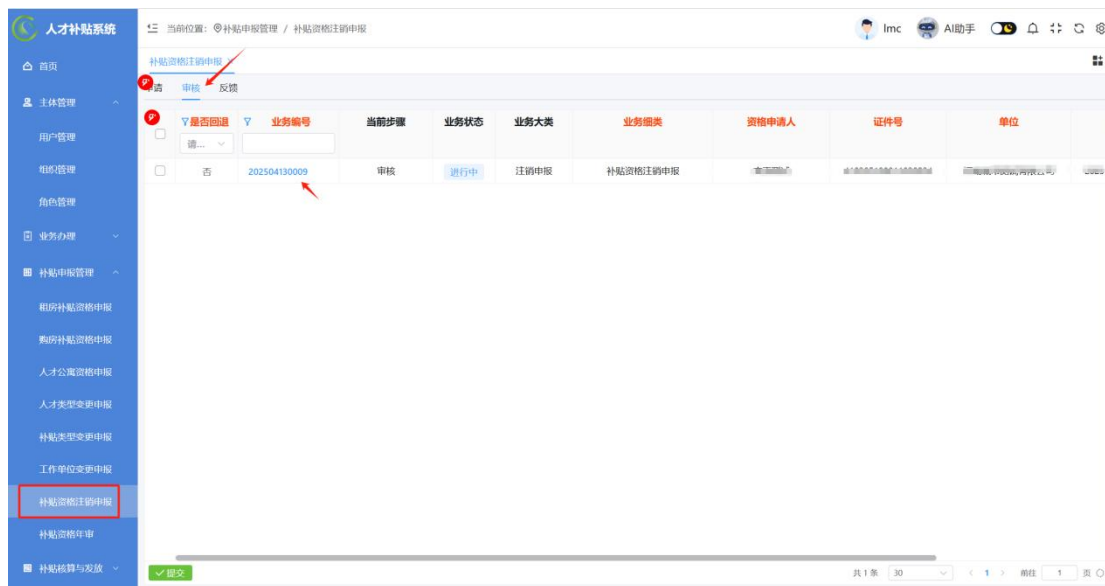 人才补贴系统
当前位置: 补贴申报管理 / 补贴资格注销申报
lmc AI助手
首页
主体管理
用户管理
组织管理
角色管理
业务办理
补贴申报管理
租房补贴资格申报
购房补贴资格申报
人才公寓资格申报
人才类型变更申报
补贴类型变更申报
工作单位变更申报
补贴资格注销申报
补贴资格年审
补贴核算与发放
补贴资格注销申报 ×
请 审核 反馈
是否回退 业务编号 当前步骤 业务状态 业务大类 业务细类 资格申请人 证件号 单位
请...
否 202504130009 审核 进行中 注销申报 补贴资格注销申报
提交
共 1 条 30 < 1 > 前往 1 页